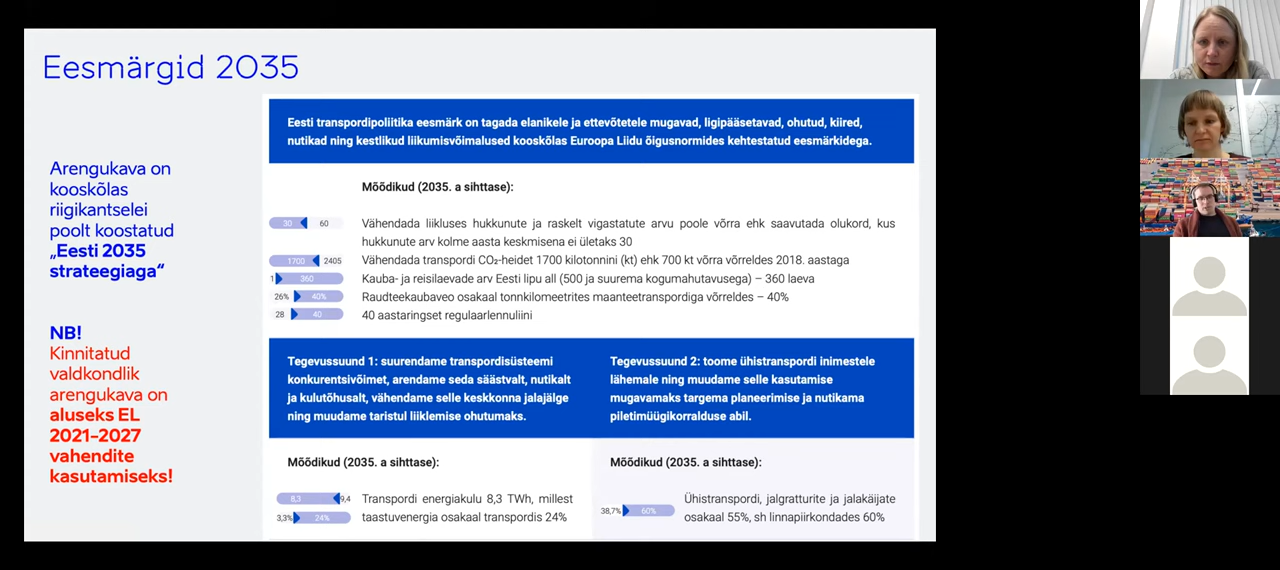 Eesmärgid 2035
Arengukava on
kooskõlas
riigikantselei
poolt koostatud
„Eesti 2035
strateegiaga“
NB!
Kinnitatud
valdkondlik
arengukava on
aluseks EL
2021–2027
vahendite
kasutamiseks!
Eesti transpordipoliitika eesmärk on tagada elanikele ja ettevõtetele mugavad, ligipääsetavad, ohutud, kiired,
nutikad ning kestlikud liikumisvõimalused kooskõlas Euroopa Liidu õigusnormides kehtestatud eesmärkidega.
Mõõdikud (2035. a sihttase):
30 60 Vähendada liikluses hukkunute ja raskelt vigastatute arvu poole võrra ehk saavutada olukord, kus
hukkunute arv kolme aasta keskmisena ei ületaks 30
1700 2405 Vähendada transpordi CO₂-heidet 1700 kilotonnini (kt) ehk 700 kt võrra võrreldes 2018. aastaga
1 360 Kauba- ja reisilaevade arv Eesti lipu all (500 ja suurema kogumahutavusega) – 360 laeva
26% 40% Raudteekaubaveo osakaal tonnkilomeetrites maanteetranspordiga võrreldes – 40%
28 40 40 aastaringset regulaarlennuliini
Tegevussuund 1: suurendame transpordisüsteemi
konkurentsivõimet, arendame seda säästvalt, nutikalt
ja kulutõhusalt, vähendame selle keskkonna jalajälge
ning muudame taristul liiklemise ohutumaks.
Mõõdikud (2035. a sihttase):
8,3 9,4 Transpordi energiakulu 8,3 TWh, millest
3,3% 24% taastuvenergia osakaal transpordis 24%
Tegevussuund 2: toome ühistranspordi inimestele
lähemale ning muudame selle kasutamise
mugavamaks targema planeerimise ja nutikama
piletimüügikorralduse abil.
Mõõdikud (2035. a sihttase):
38,7% 60% Ühistranspordi, jalgratturite ja jalakäijate
osakaal 55%, sh linnapiirkondades 60%